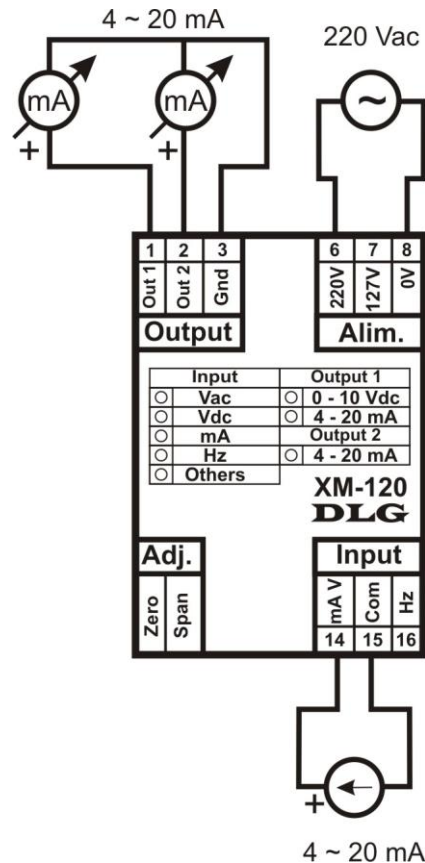 4 ~ 20 mA
220 Vac
mA mA ~
+ +
1 2 3 6 7 8
Out 1 Out 2 Gnd 220V 127V 0V
Output Alim.
Input Output 1
Vac 0 - 10 Vdc
Vdc 4 - 20 mA
mA Output 2
Hz 4 - 20 mA
Others
XM-120
DLG
Adj. Input
Zero Span mA V Com Hz
14 15 16
+
4 ~ 20 mA